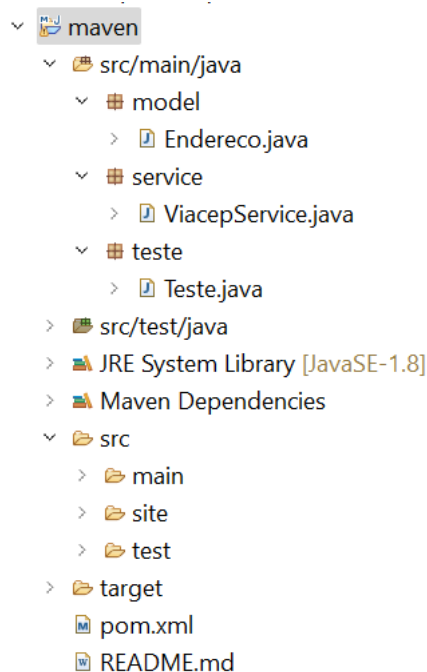 maven
src/main/java
model
Endereco.java
service
ViacepService.java
teste
Teste.java
src/test/java
JRE System Library [JavaSE-1.8]
Maven Dependencies
src
main
site
test
target
pom.xml
README.md